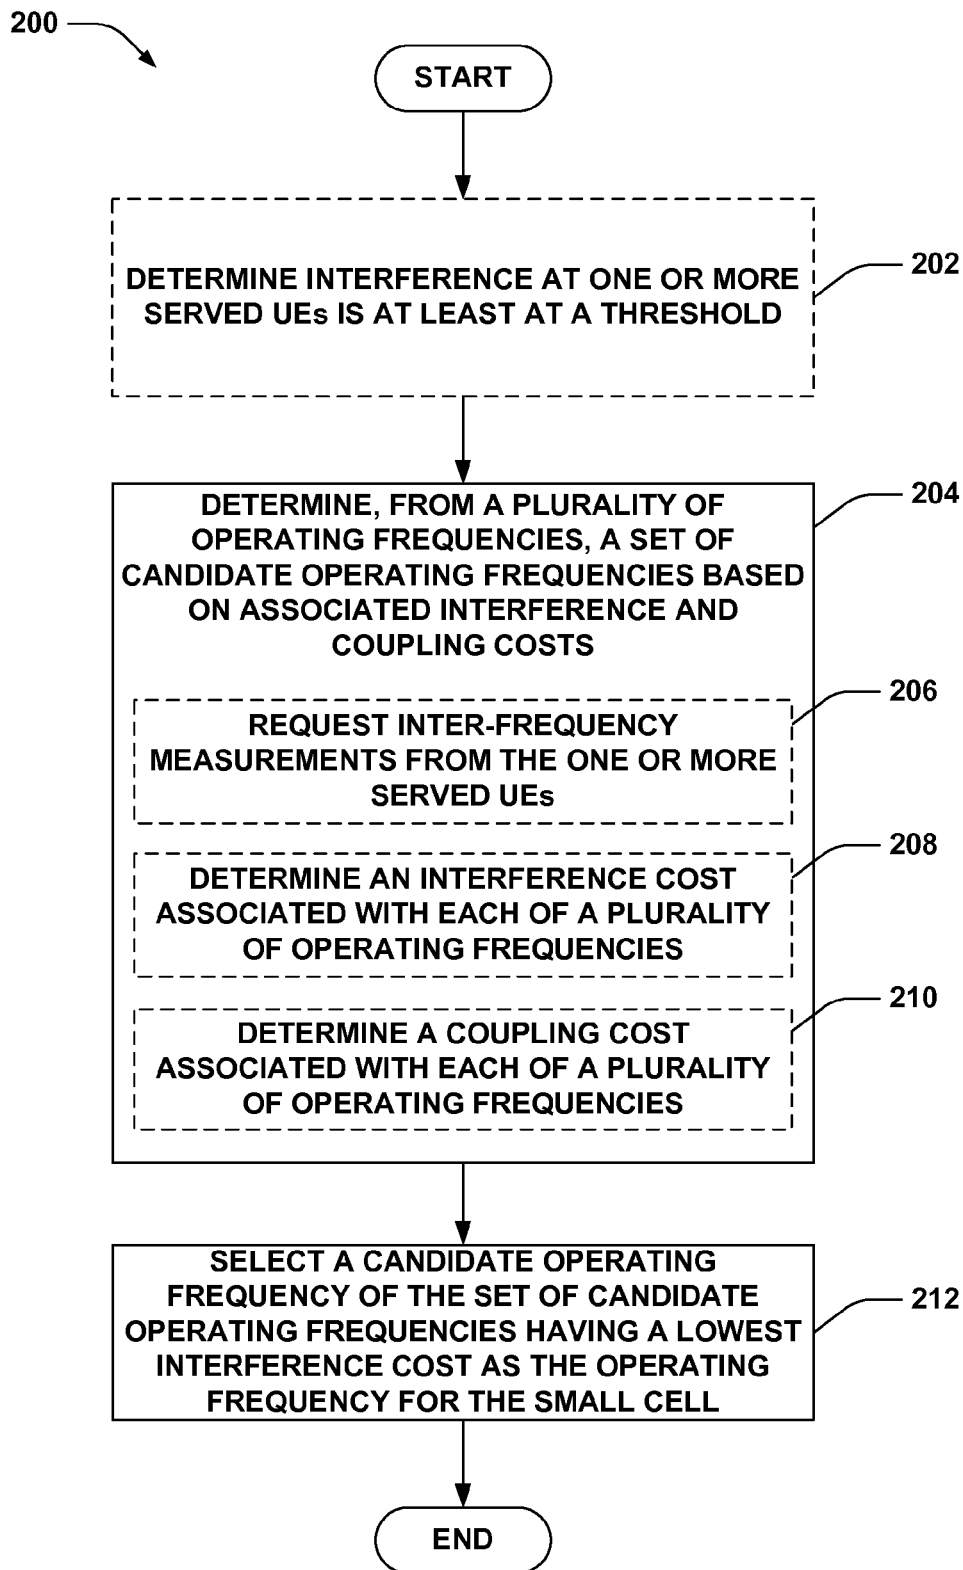 200
START
DETERMINE INTERFERENCE AT ONE OR MORE
SERVED UEs IS AT LEAST AT A THRESHOLD
202
DETERMINE, FROM A PLURALITY OF
OPERATING FREQUENCIES, A SET OF
CANDIDATE OPERATING FREQUENCIES BASED
ON ASSOCIATED INTERFERENCE AND
COUPLING COSTS
204
REQUEST INTER-FREQUENCY
MEASUREMENTS FROM THE ONE OR MORE
SERVED UEs
206
DETERMINE AN INTERFERENCE COST
ASSOCIATED WITH EACH OF A PLURALITY
OF OPERATING FREQUENCIES
208
DETERMINE A COUPLING COST
ASSOCIATED WITH EACH OF A PLURALITY
OF OPERATING FREQUENCIES
210
SELECT A CANDIDATE OPERATING
FREQUENCY OF THE SET OF CANDIDATE
OPERATING FREQUENCIES HAVING A LOWEST
INTERFERENCE COST AS THE OPERATING
FREQUENCY FOR THE SMALL CELL
212
END